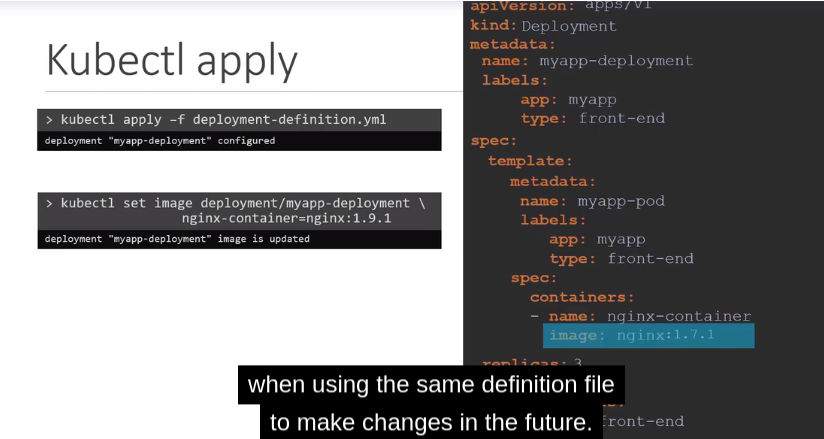 Kubectl apply
> kubectl apply –f deployment-definition.yml
deployment "myapp-deployment" configured
> kubectl set image deployment/myapp-deployment \
nginx-container=nginx:1.9.1
deployment "myapp-deployment" image is updated
apiVersion: apps/v1
kind: Deployment
metadata:
name: myapp-deployment
labels:
app: myapp
type: front-end
spec:
template:
metadata:
name: myapp-pod
labels:
app: myapp
type: front-end
spec:
containers:
- name: nginx-container
image: nginx:1.7.1
replicas: 3
front-end
when using the same definition file
to make changes in the future.